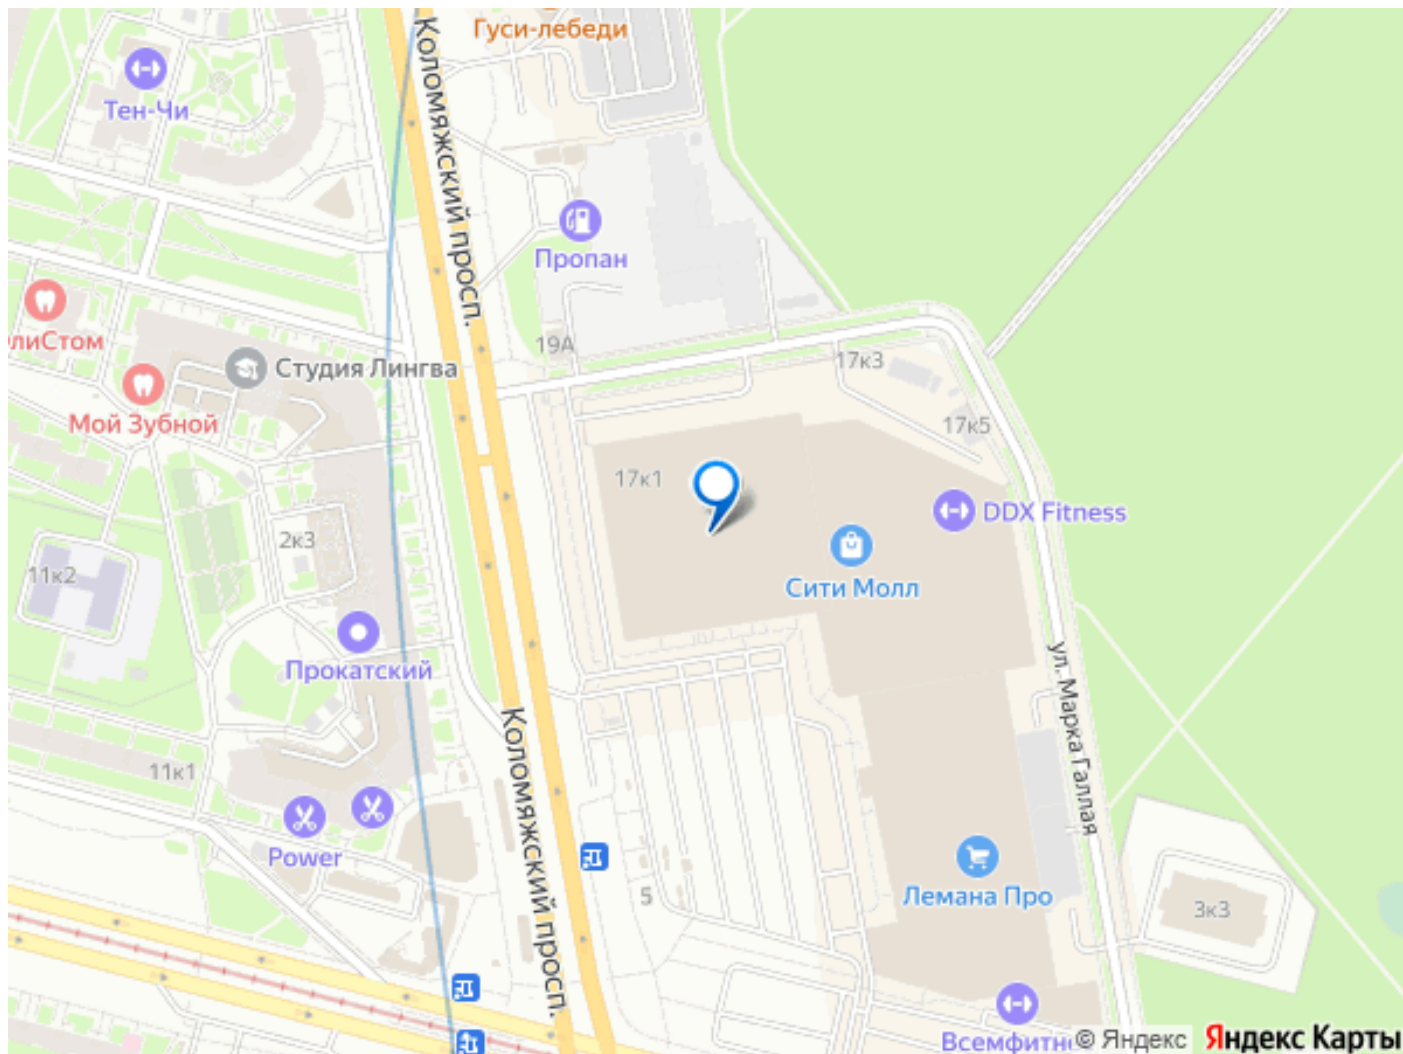 Гуси-лебеди
Коломяжский просп.
Тен-Чи
Пропан
19А
17к3
Студия Лингва
Мой Зубной
17к5
17к1
DDX Fitness
2к3
Сити Молл
11к2
Прокатский
ул. Марка Галлая
11к1
Коломяжский просп.
Power
Лемана Про
5
3к3
© Яндекс
Яндекс Карты